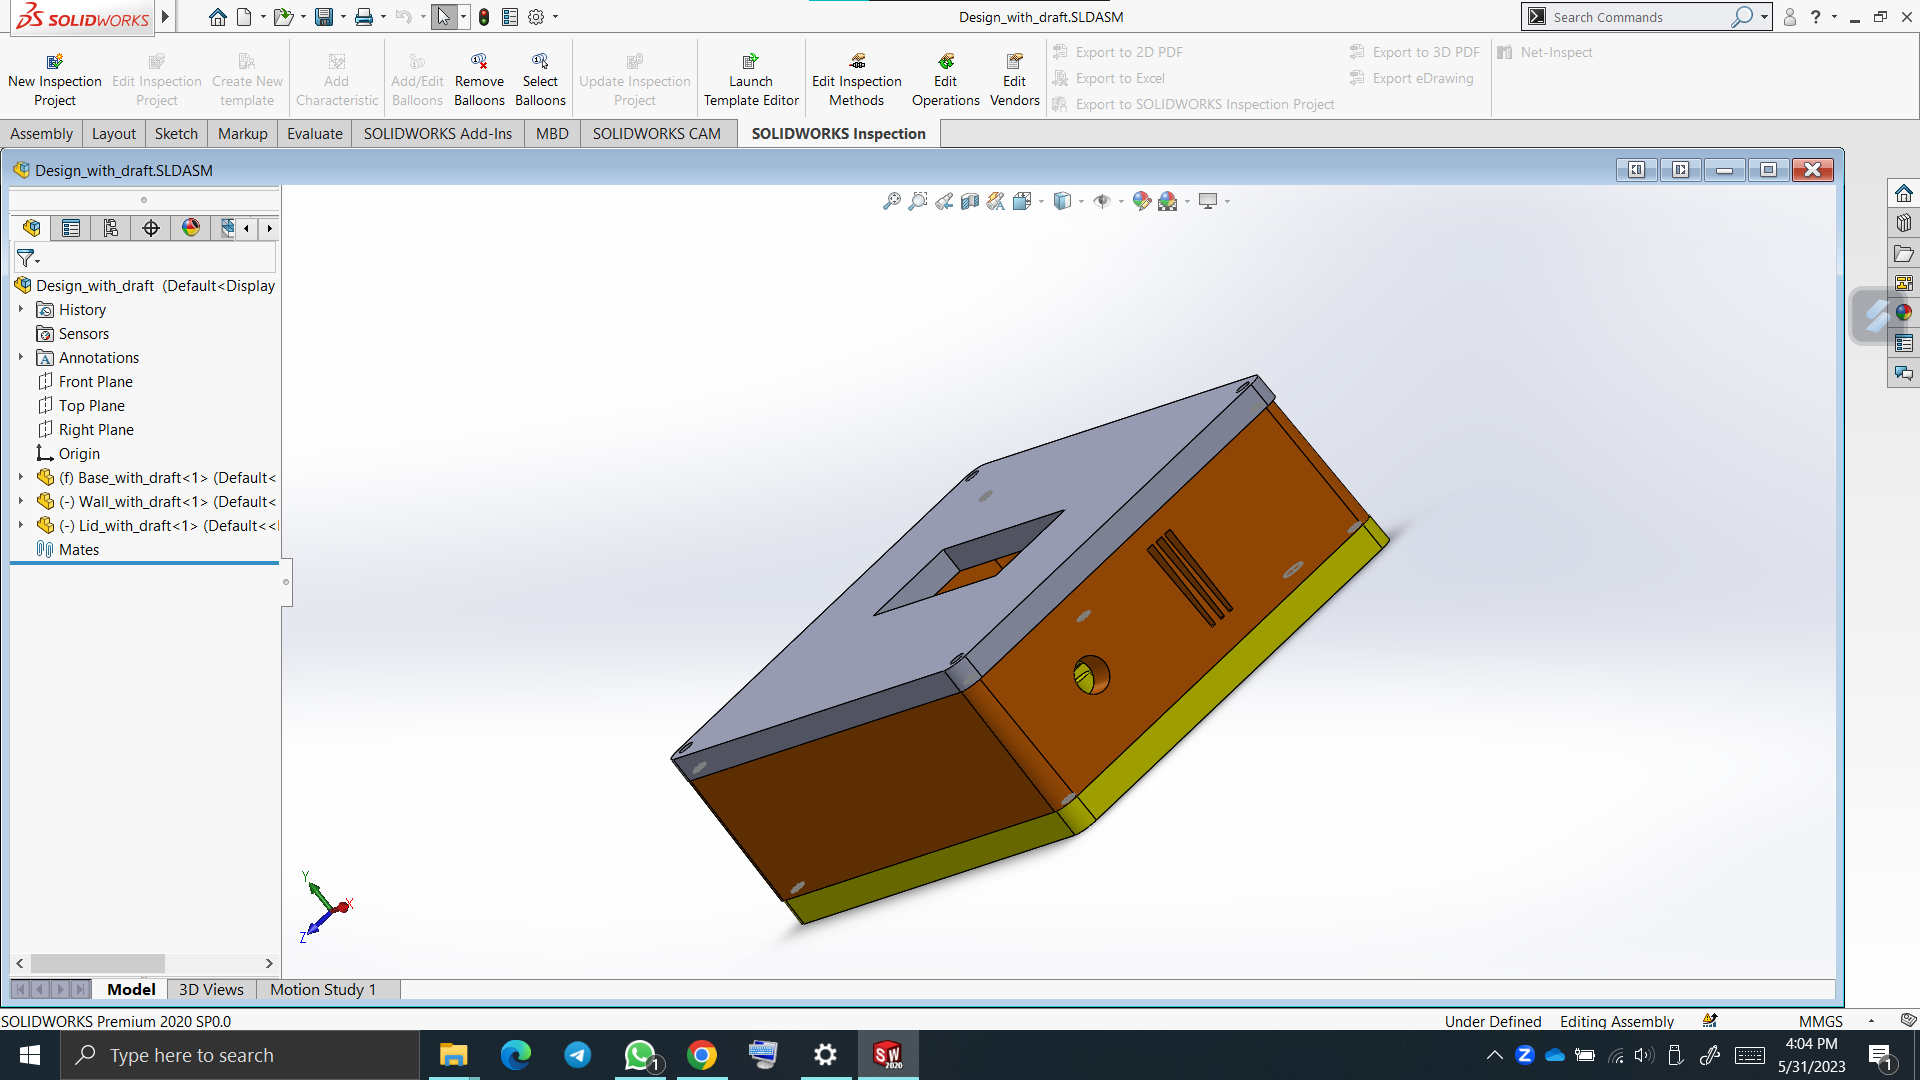 SOLIDWORKS
Design_with_draft.SLDASM
Search Commands
New Inspection Project
Edit Inspection Project
Create New template
Add Characteristic
Add/Edit Balloons
Remove Balloons
Select Balloons
Update Inspection Project
Launch Template Editor
Edit Inspection Methods
Edit Operations
Edit Vendors
Export to 2D PDF
Export to Excel
Export to SOLIDWORKS Inspection Project
Export to 3D PDF
Export eDrawing
Net-Inspect
Assembly
Layout
Sketch
Markup
Evaluate
SOLIDWORKS Add-Ins
MBD
SOLIDWORKS CAM
SOLIDWORKS Inspection
Design_with_draft.SLDASM
Design_with_draft (Default<Display
History
Sensors
Annotations
Front Plane
Top Plane
Right Plane
Origin
(f) Base_with_draft<1> (Default<
(-) Wall_with_draft<1> (Default<
(-) Lid_with_draft<1> (Default<<
Mates
Y
X
Z
Model
3D Views
Motion Study 1
SOLIDWORKS Premium 2020 SP0.0
Under Defined
Editing Assembly
MMGS
Type here to search
1
SW 2020
4:04 PM
5/31/2023
1